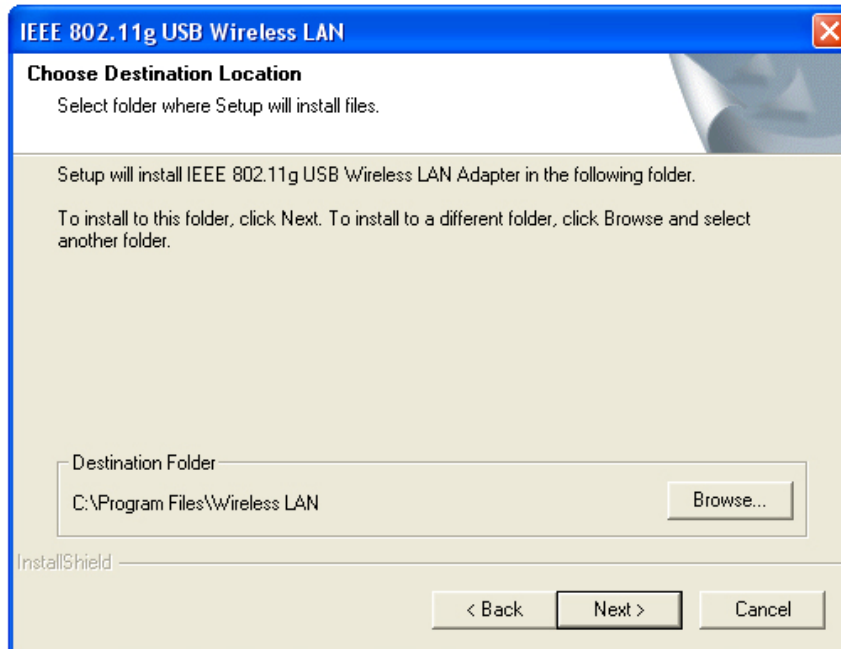 IEEE 802.11g USB Wireless LAN
Choose Destination Location
Select folder where Setup will install files.
Setup will install IEEE 802.11g USB Wireless LAN Adapter in the following folder.
To install to this folder, click Next. To install to a different folder, click Browse and select
another folder.
Destination Folder
C:\Program Files\Wireless LAN
Browse...
InstallShield
< Back
Next >
Cancel